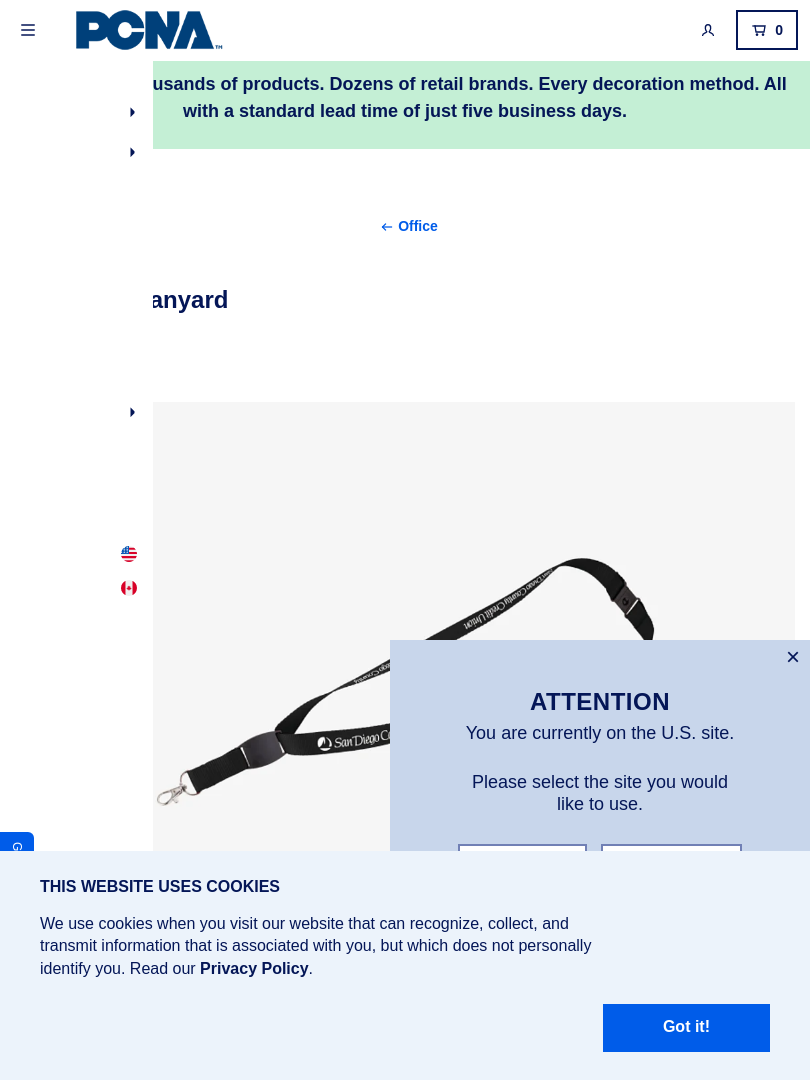 PCNA™
0
usands of products. Dozens of retail brands. Every decoration method. All
with a standard lead time of just five business days.
← Office
anyard
San Diego County Credit Union
San Diego C
×
ATTENTION
You are currently on the U.S. site.
Please select the site you would
like to use.
G
THIS WEBSITE USES COOKIES
We use cookies when you visit our website that can recognize, collect, and
transmit information that is associated with you, but which does not personally
identify you. Read our Privacy Policy.
Got it!